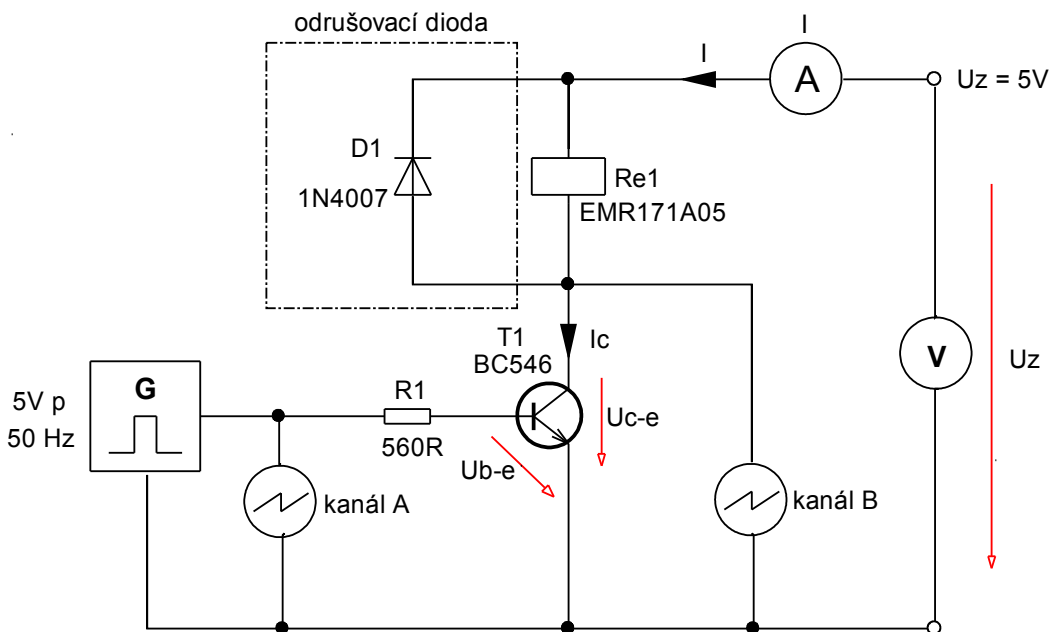 odrušovací dioda
I
I
A
Uz = 5V
D1
1N4007
Re1
EMR171A05
T1
BC546
Ic
V
Uz
G
5V p
50 Hz
R1
560R
Uc-e
Ub-e
kanál A
kanál B